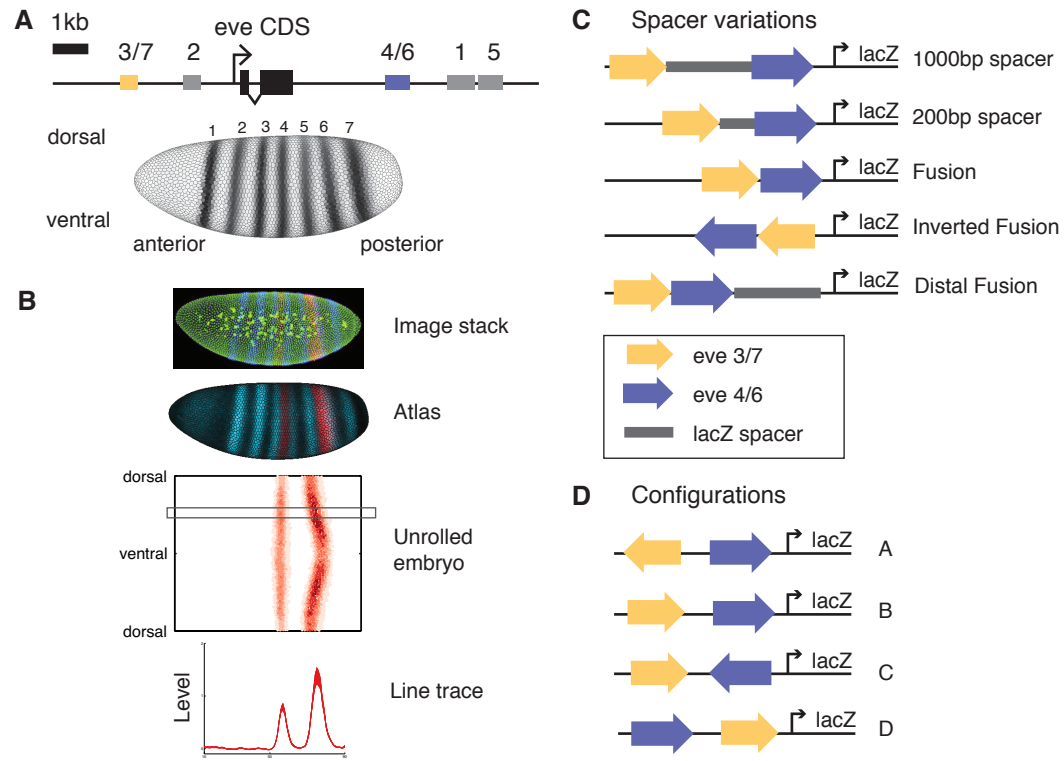 A
1kb
eve CDS
3/7 2 4/6 1 5
dorsal
1 2 3 4 5 6 7
ventral
anterior posterior
B
Image stack
Atlas
dorsal
ventral
dorsal
Unrolled
embryo
Level
Line trace
C Spacer variations
lacZ 1000bp spacer
lacZ 200bp spacer
lacZ Fusion
lacZ Inverted Fusion
lacZ Distal Fusion
eve 3/7
eve 4/6
lacZ spacer
D Configurations
lacZ A
lacZ B
lacZ C
lacZ D